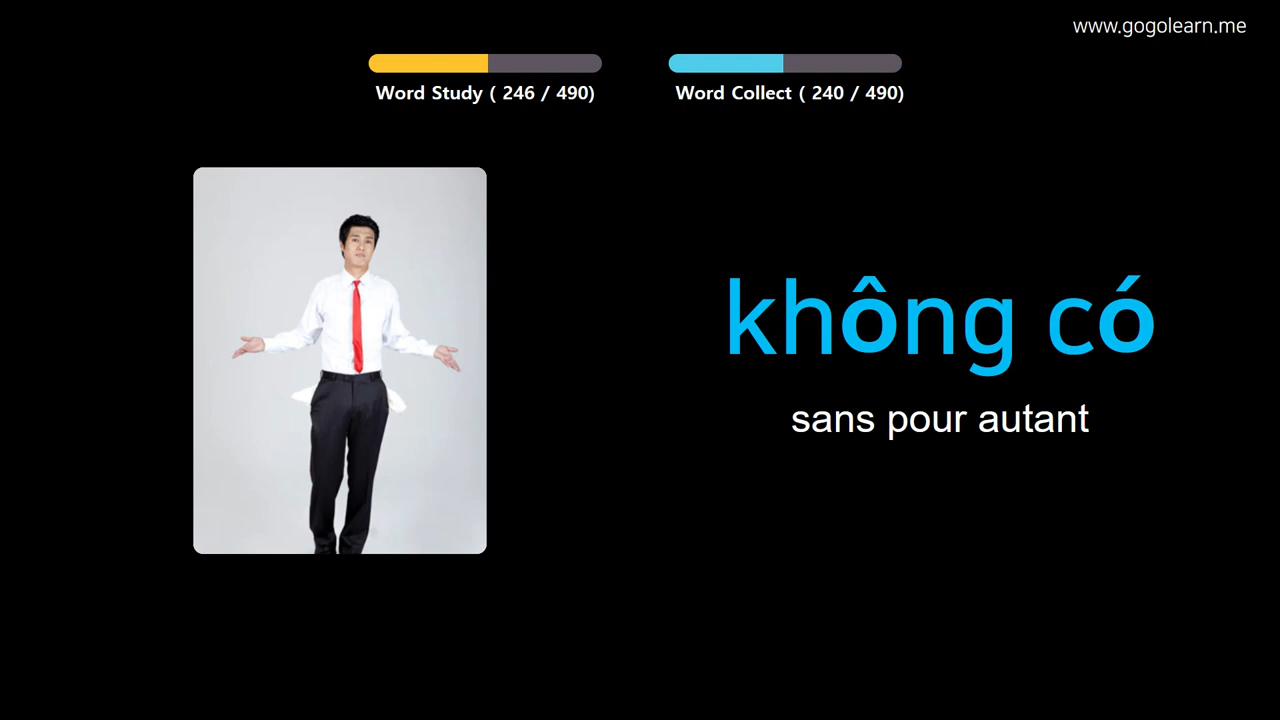 www.gogolearn.me
Word Study ( 246 / 490)
Word Collect ( 240 / 490)
không có
sans pour autant